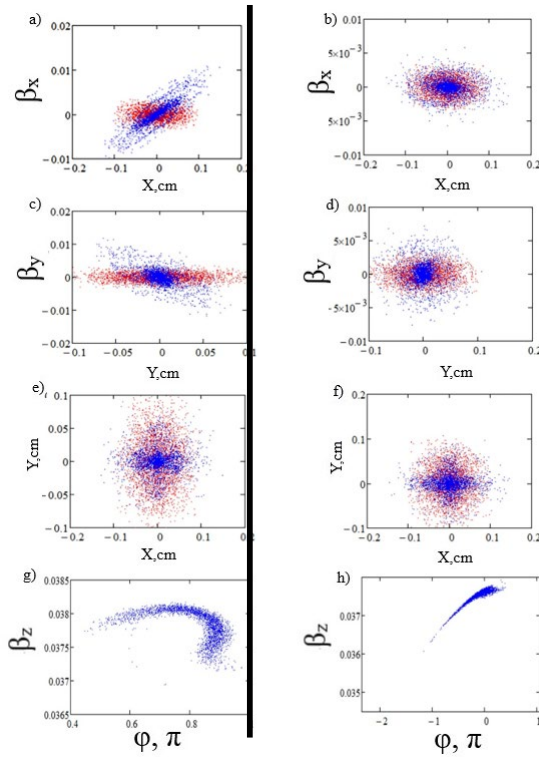 a)
0.02
0.01
0
−0.01
βx
−0.2
−0.1
0
0.1
0.2
X,cm
b)
0.01
5×10⁻³
0
5×10⁻³
−0.01
βx
−0.2
−0.1
0
0.1
0.2
X,cm
c)
0.02
0.01
0
−0.01
−0.02
βy
−0.1
−0.05
0
0.05
0.1
Y,cm
d)
0.01
5×10⁻³
0
−5×10⁻³
−0.01
βy
−0.1
0
0.1
0.2
Y,cm
e)
0.1
0.05
0
−0.05
−0.1
Y,cm
−0.2
−0.1
0
0.1
0.2
X,cm
f)
0.2
0.1
0
−0.1
Y,cm
−0.2
−0.1
0
0.1
0.2
X,cm
g)
0.0385
0.038
0.0375
0.0365
βz
0.4
0.6
0.8
φ, π
h)
0.037
0.036
0.035
βz
−2
−1
0
1
φ, π